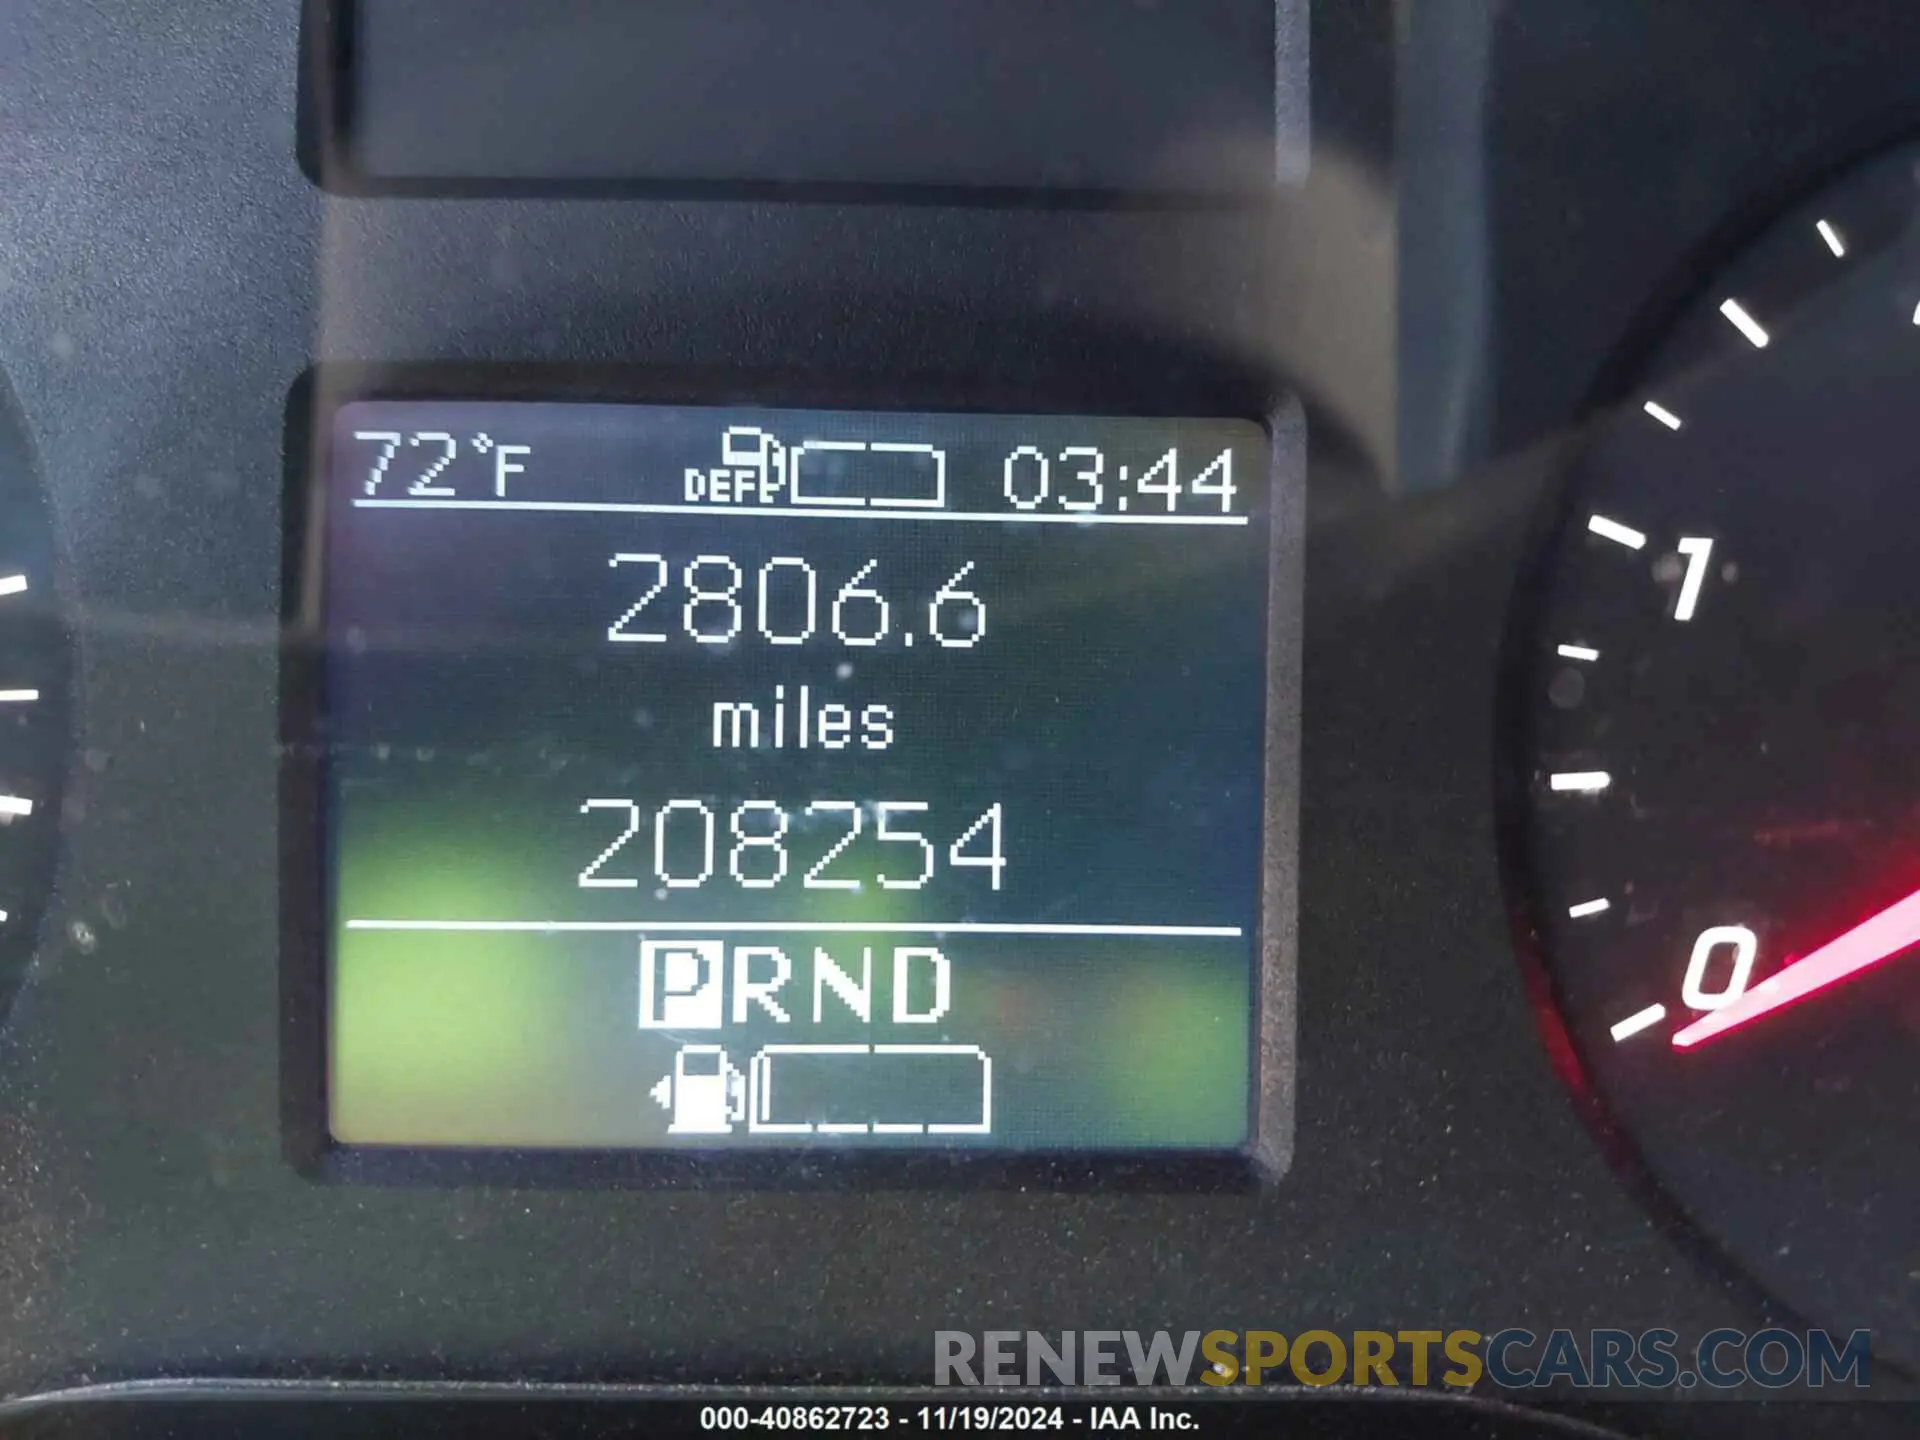 72°F DEF 03:44
2806.6
miles
208254
PRND
1
0
RENEWSPORTSCARS.COM
000-40862723 - 11/19/2024 - IAA Inc.